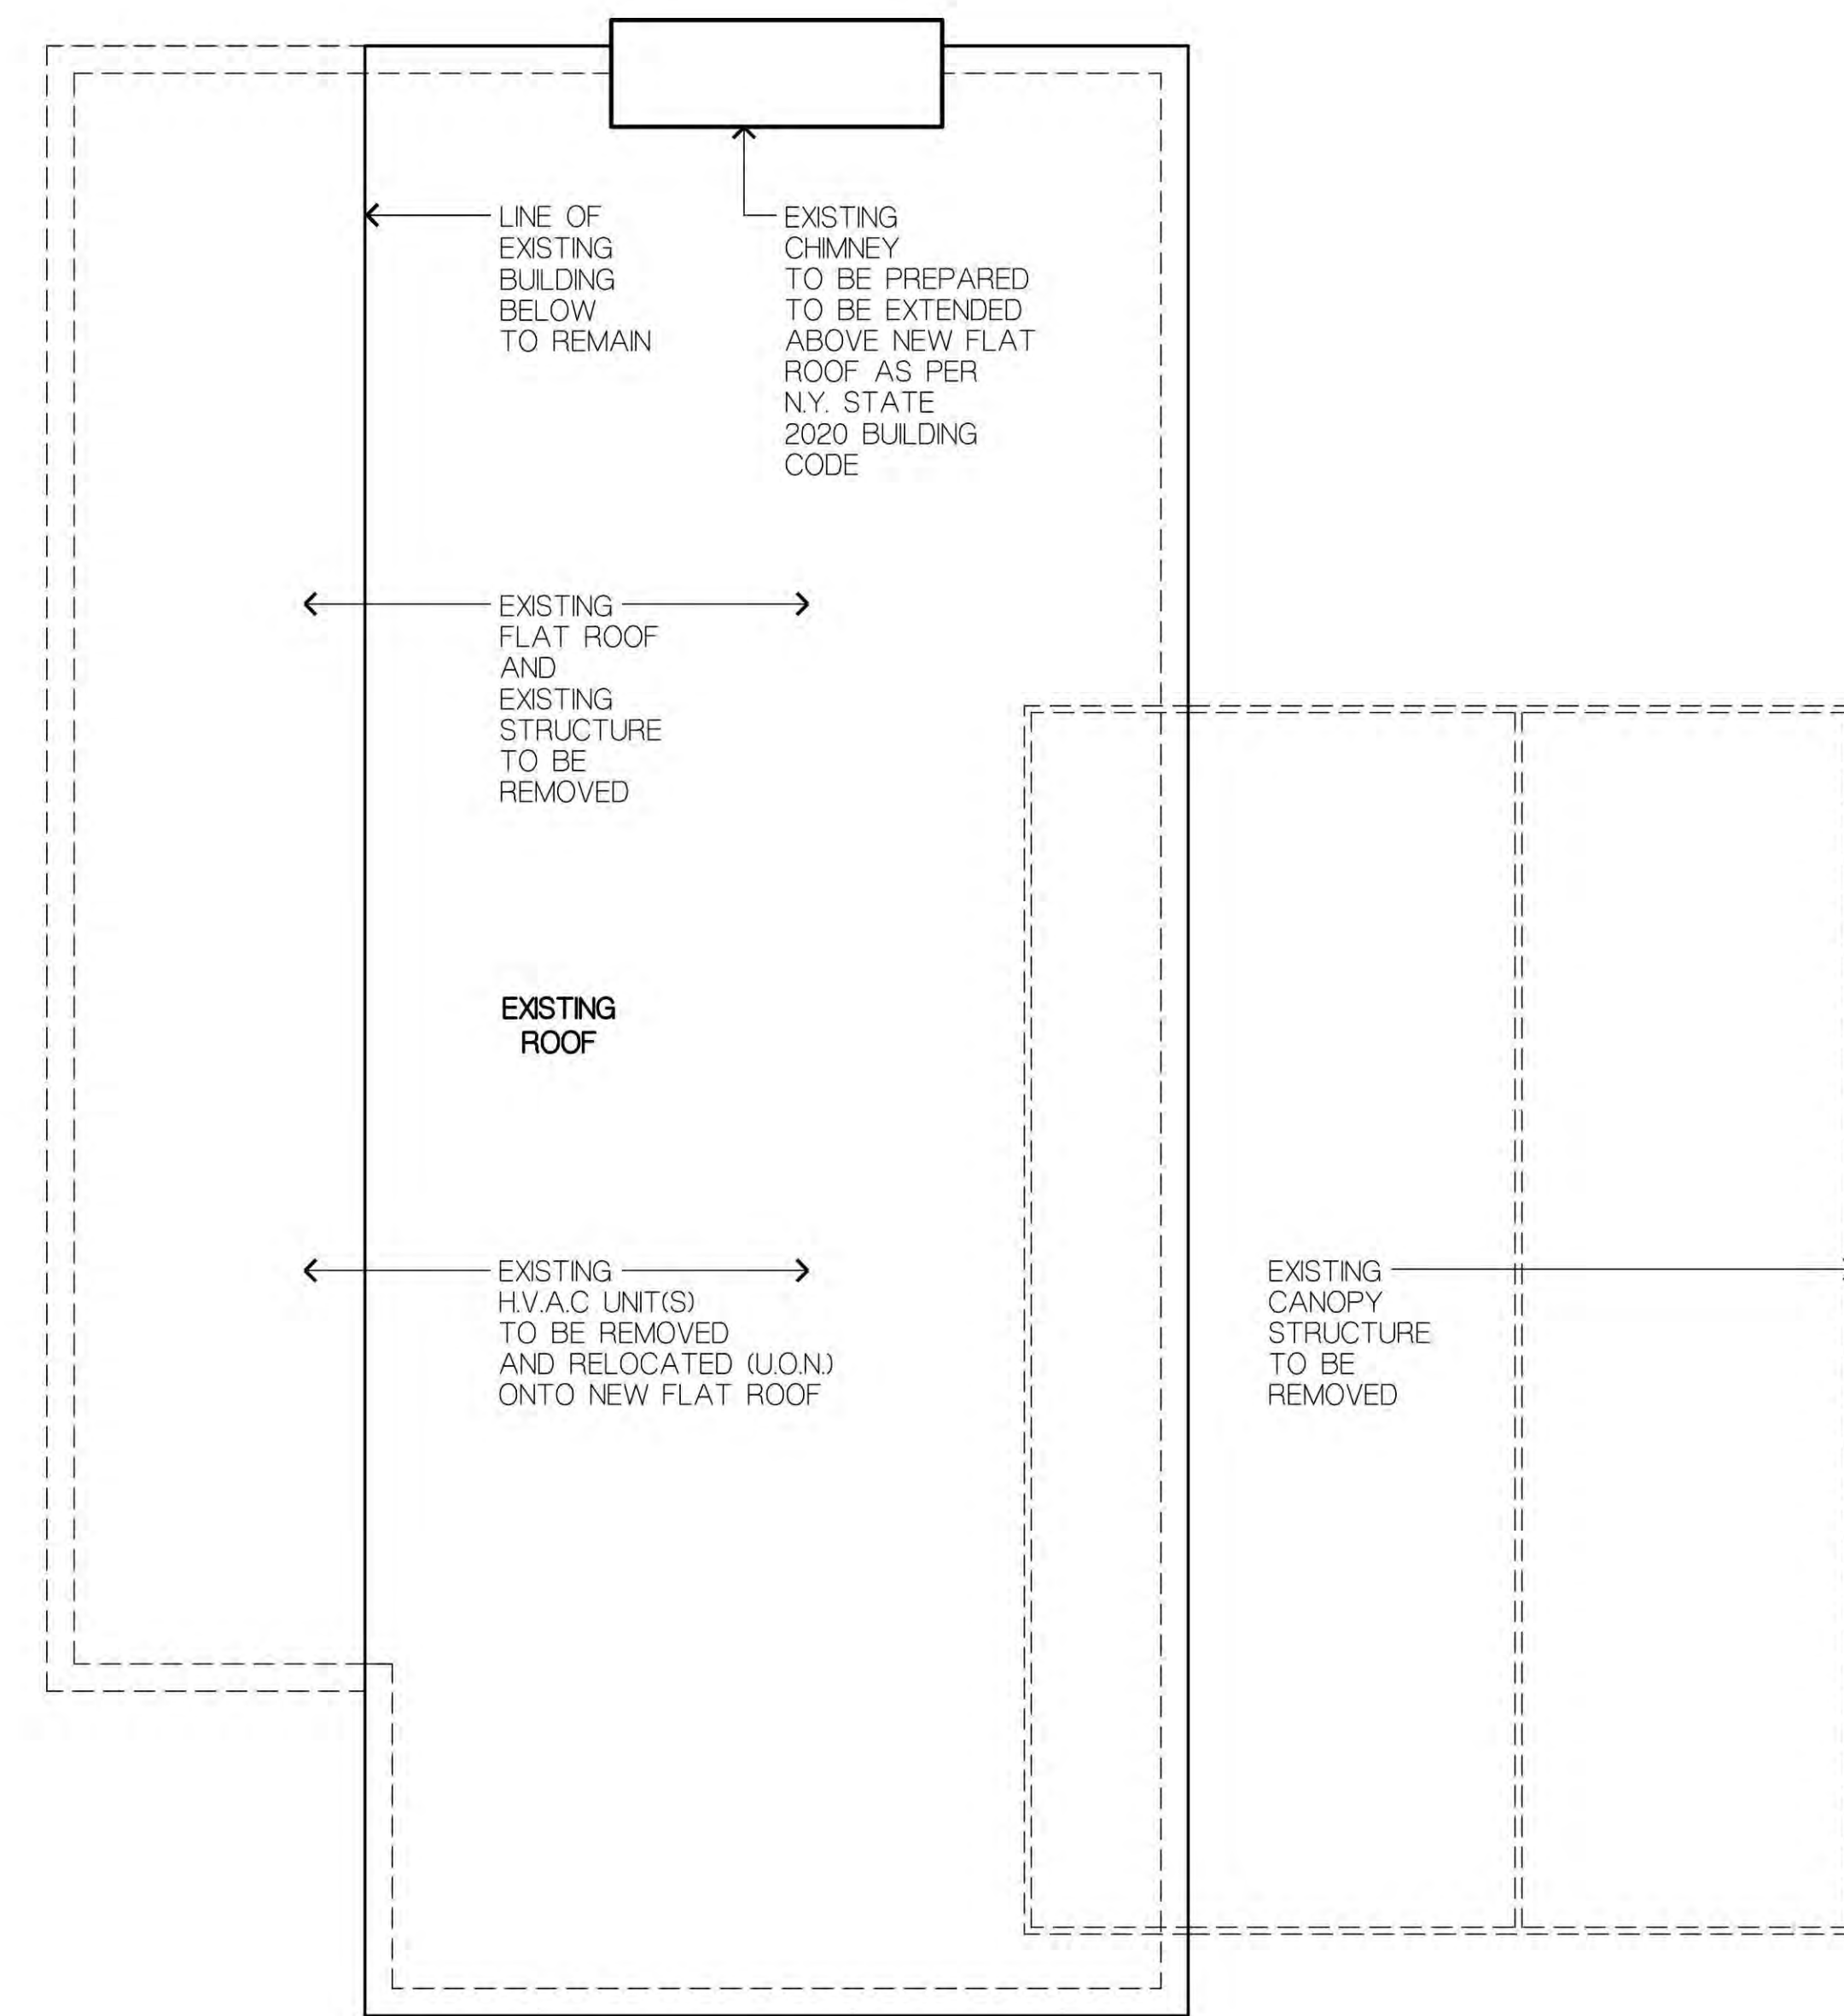 LINE OF
EXISTING
BUILDING
BELOW
TO REMAIN
EXISTING
CHIMNEY
TO BE PREPARED
TO BE EXTENDED
ABOVE NEW FLAT
ROOF AS PER
N.Y. STATE
2020 BUILDING
CODE
EXISTING
FLAT ROOF
AND
EXISTING
STRUCTURE
TO BE
REMOVED
EXISTING
ROOF
EXISTING
H.V.A.C UNIT(S)
TO BE REMOVED
AND RELOCATED (U.O.N.)
ONTO NEW FLAT ROOF
EXISTING
CANOPY
STRUCTURE
TO BE
REMOVED